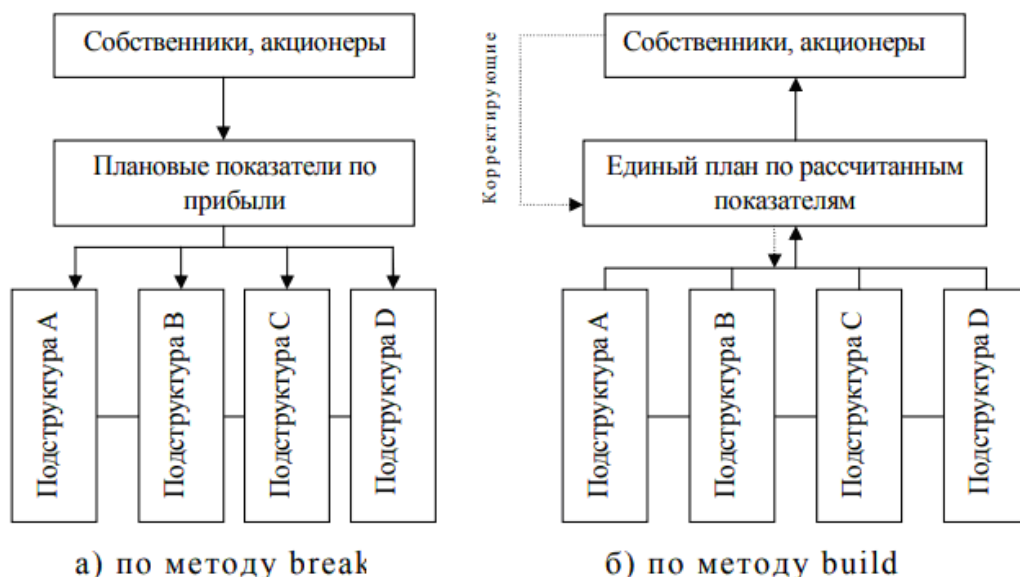 Собственники, акционеры
Плановые показатели по
прибыли
Подструктура A
Подструктура B
Подструктура C
Подструктура D
а) по методу break
Собственники, акционеры
Корректирующие
Единый план по рассчитанным
показателям
Подструктура A
Подструктура B
Подструктура C
Подструктура D
б) по методу build